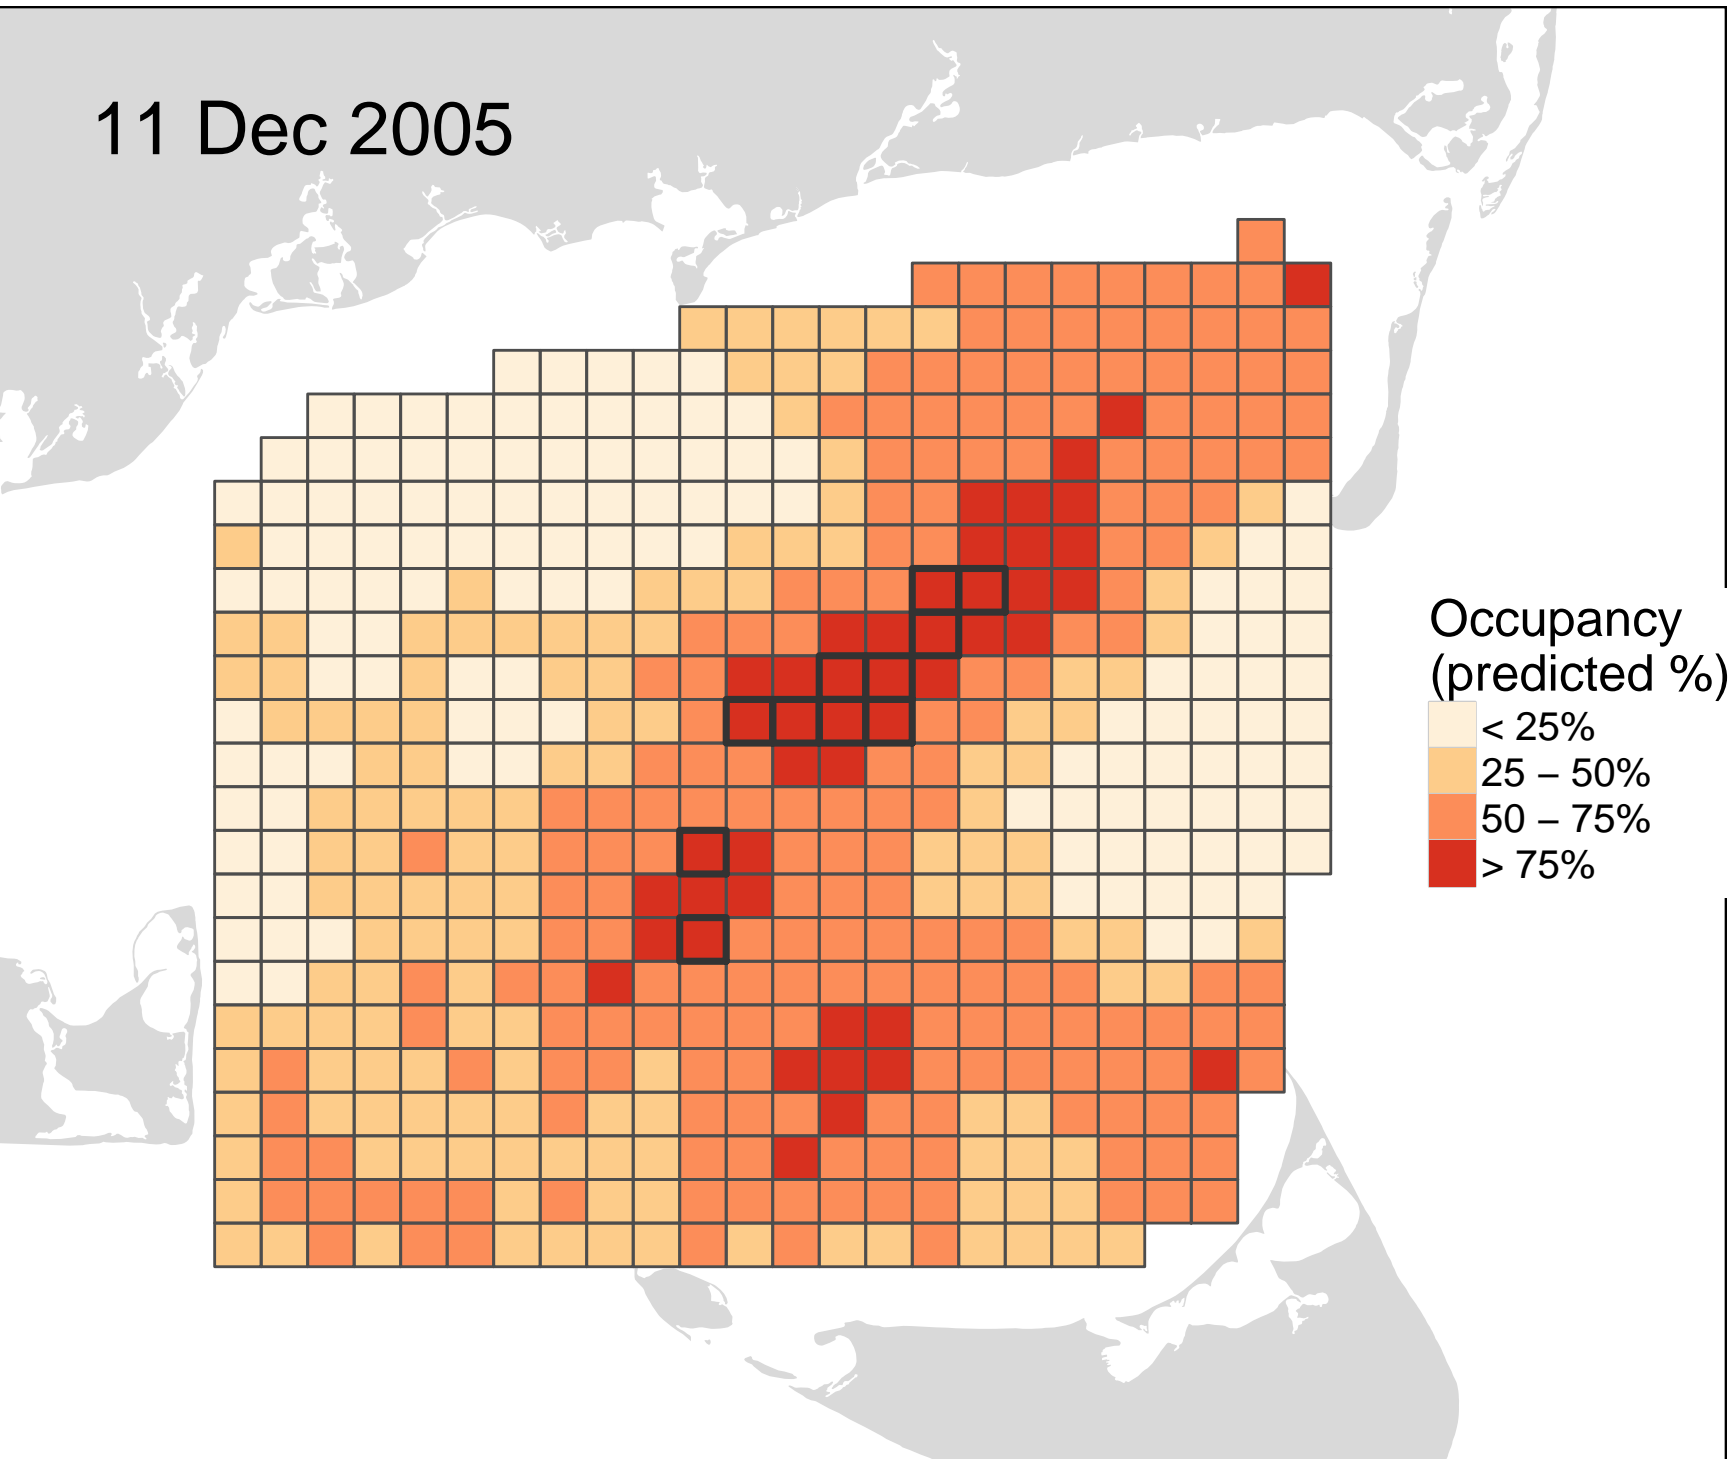 11 Dec 2005
Occupancy
(predicted %)
< 25%
25 – 50%
50 – 75%
> 75%